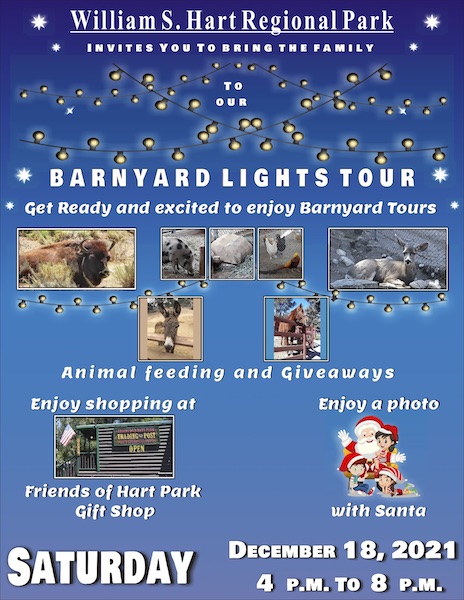 William S. Hart Regional Park
Invites You To bring the family
TO
OUR
BARNYARD LIGHTS TOUR
Get Ready and excited to enjoy Barnyard Tours
Animal feeding and Giveaways
Enjoy shopping at
Enjoy a photo
TRADING POST
OPEN
Friends of Hart Park
Gift Shop
with Santa
SATURDAY
December 18, 2021
4 P.M. TO 8 P.M.